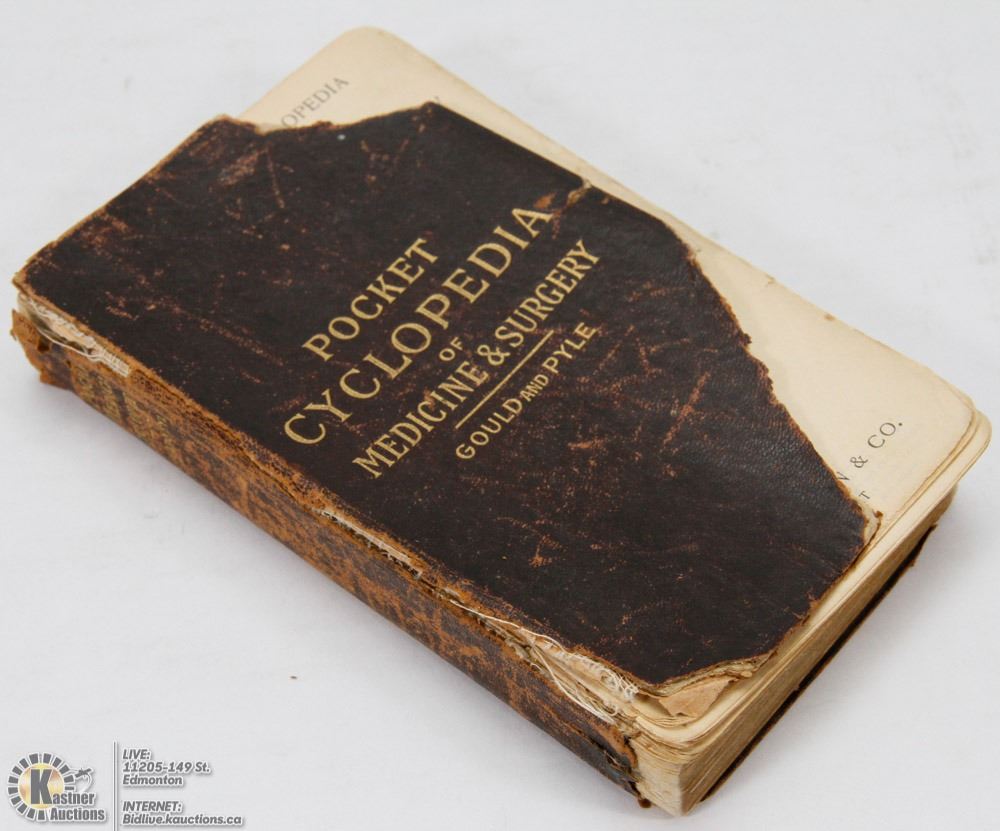 OPEDIA
POCKET
CYCLOPEDIA
OF
MEDICINE & SURGERY
GOULD AND PYLE
& CO.
LIVE:
11205-149 St.
Edmonton
INTERNET:
Bidlive.kauctions.ca
Kastner
Auctions